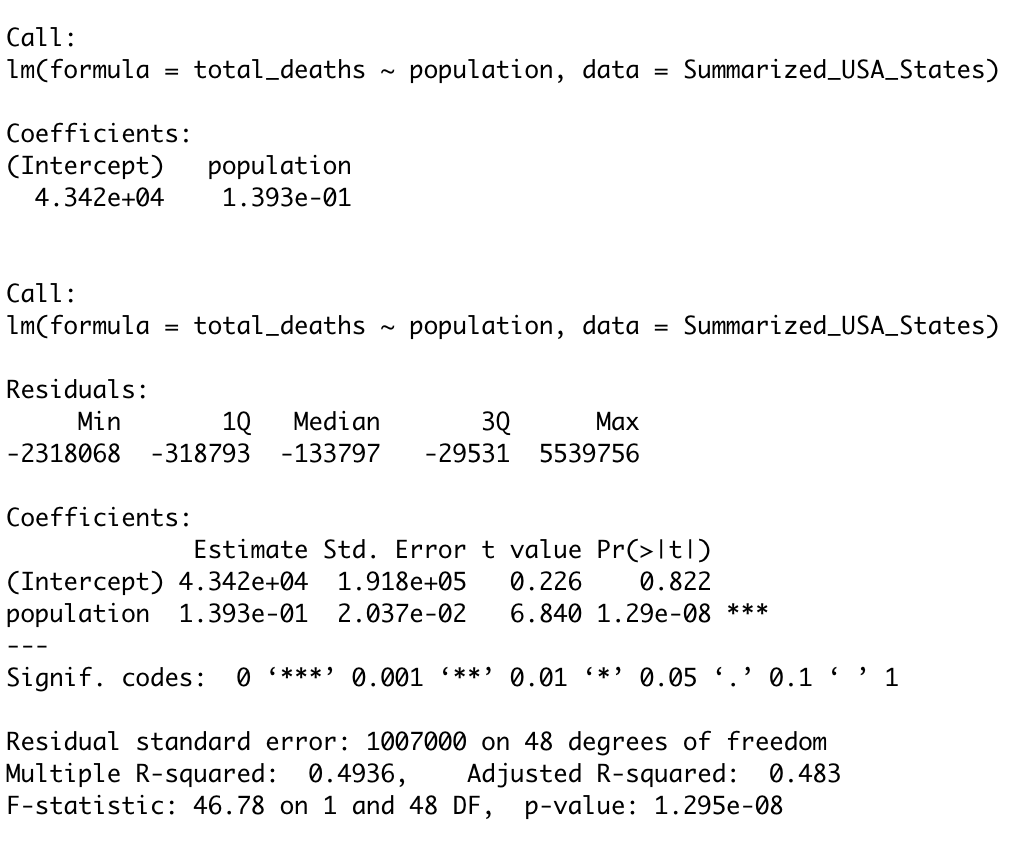 Call:
lm(formula = total_deaths ~ population, data = Summarized_USA_States)
Coefficients:
(Intercept)   population
  4.342e+04    1.393e-01
Call:
lm(formula = total_deaths ~ population, data = Summarized_USA_States)
Residuals:
     Min       1Q   Median       3Q      Max
-2318068  -318793  -133797   -29531  5539756
Coefficients:
             Estimate Std. Error t value Pr(>|t|)
(Intercept) 4.342e+04  1.918e+05   0.226    0.822
population  1.393e-01  2.037e-02   6.840 1.29e-08 ***
---
Signif. codes:  0 ‘***’ 0.001 ‘**’ 0.01 ‘*’ 0.05 ‘.’ 0.1 ‘ ’ 1
Residual standard error: 1007000 on 48 degrees of freedom
Multiple R-squared:  0.4936,    Adjusted R-squared:  0.483
F-statistic: 46.78 on 1 and 48 DF,  p-value: 1.295e-08